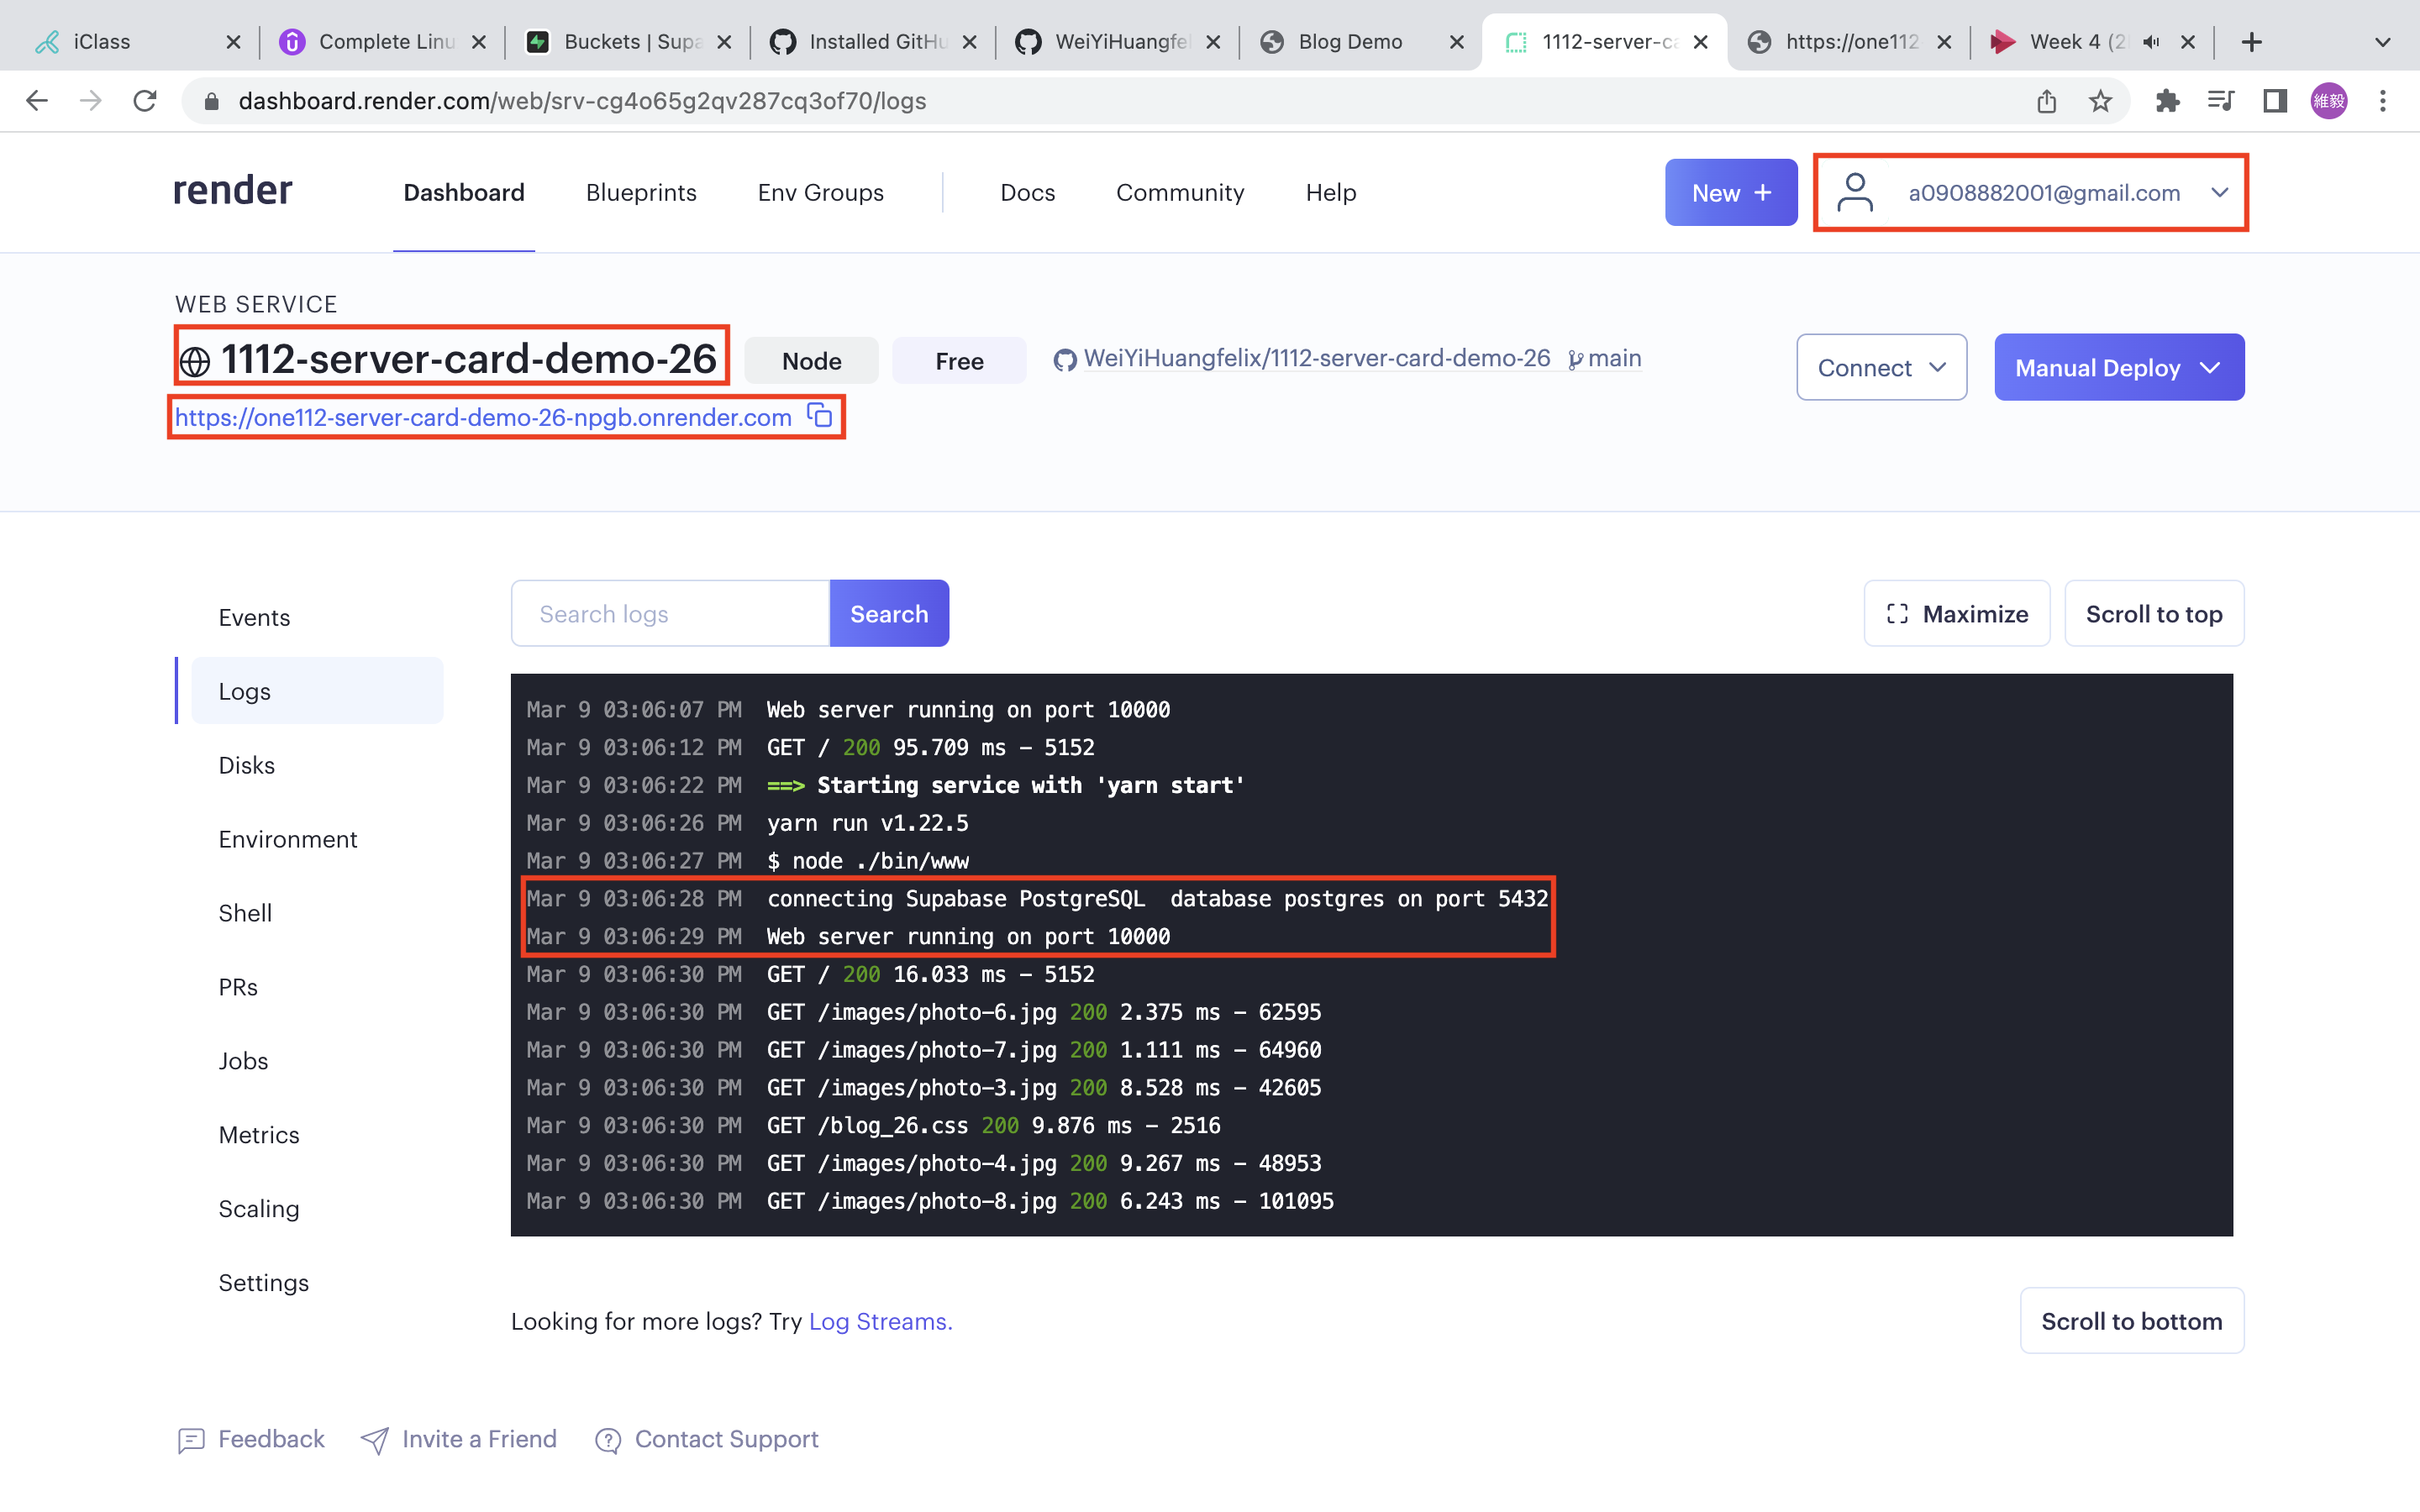 iClass
Complete Linu
Buckets | Supa
Installed GitHu
WeiYiHuangfel
Blog Demo
1112-server-ca
https://one112
Week 4 (2
dashboard.render.com/web/srv-cg4o65g2qv287cq3of70/logs
維毅
render
Dashboard
Blueprints
Env Groups
Docs
Community
Help
New +
a0908882001@gmail.com
WEB SERVICE
1112-server-card-demo-26
Node
Free
WeiYiHuangfelix/1112-server-card-demo-26
main
Connect
Manual Deploy
https://one112-server-card-demo-26-npgb.onrender.com
Events
Logs
Disks
Environment
Shell
PRs
Jobs
Metrics
Scaling
Settings
Search logs
Search
Maximize
Scroll to top
Mar 9 03:06:07 PM Web server running on port 10000
Mar 9 03:06:12 PM GET / 200 95.709 ms - 5152
Mar 9 03:06:22 PM ==> Starting service with 'yarn start'
Mar 9 03:06:26 PM yarn run v1.22.5
Mar 9 03:06:27 PM $ node ./bin/www
Mar 9 03:06:28 PM connecting Supabase PostgreSQL  database postgres on port 5432
Mar 9 03:06:29 PM Web server running on port 10000
Mar 9 03:06:30 PM GET / 200 16.033 ms - 5152
Mar 9 03:06:30 PM GET /images/photo-6.jpg 200 2.375 ms - 62595
Mar 9 03:06:30 PM GET /images/photo-7.jpg 200 1.111 ms - 64960
Mar 9 03:06:30 PM GET /images/photo-3.jpg 200 8.528 ms - 42605
Mar 9 03:06:30 PM GET /blog_26.css 200 9.876 ms - 2516
Mar 9 03:06:30 PM GET /images/photo-4.jpg 200 9.267 ms - 48953
Mar 9 03:06:30 PM GET /images/photo-8.jpg 200 6.243 ms - 101095
Looking for more logs? Try Log Streams.
Scroll to bottom
Feedback
Invite a Friend
Contact Support